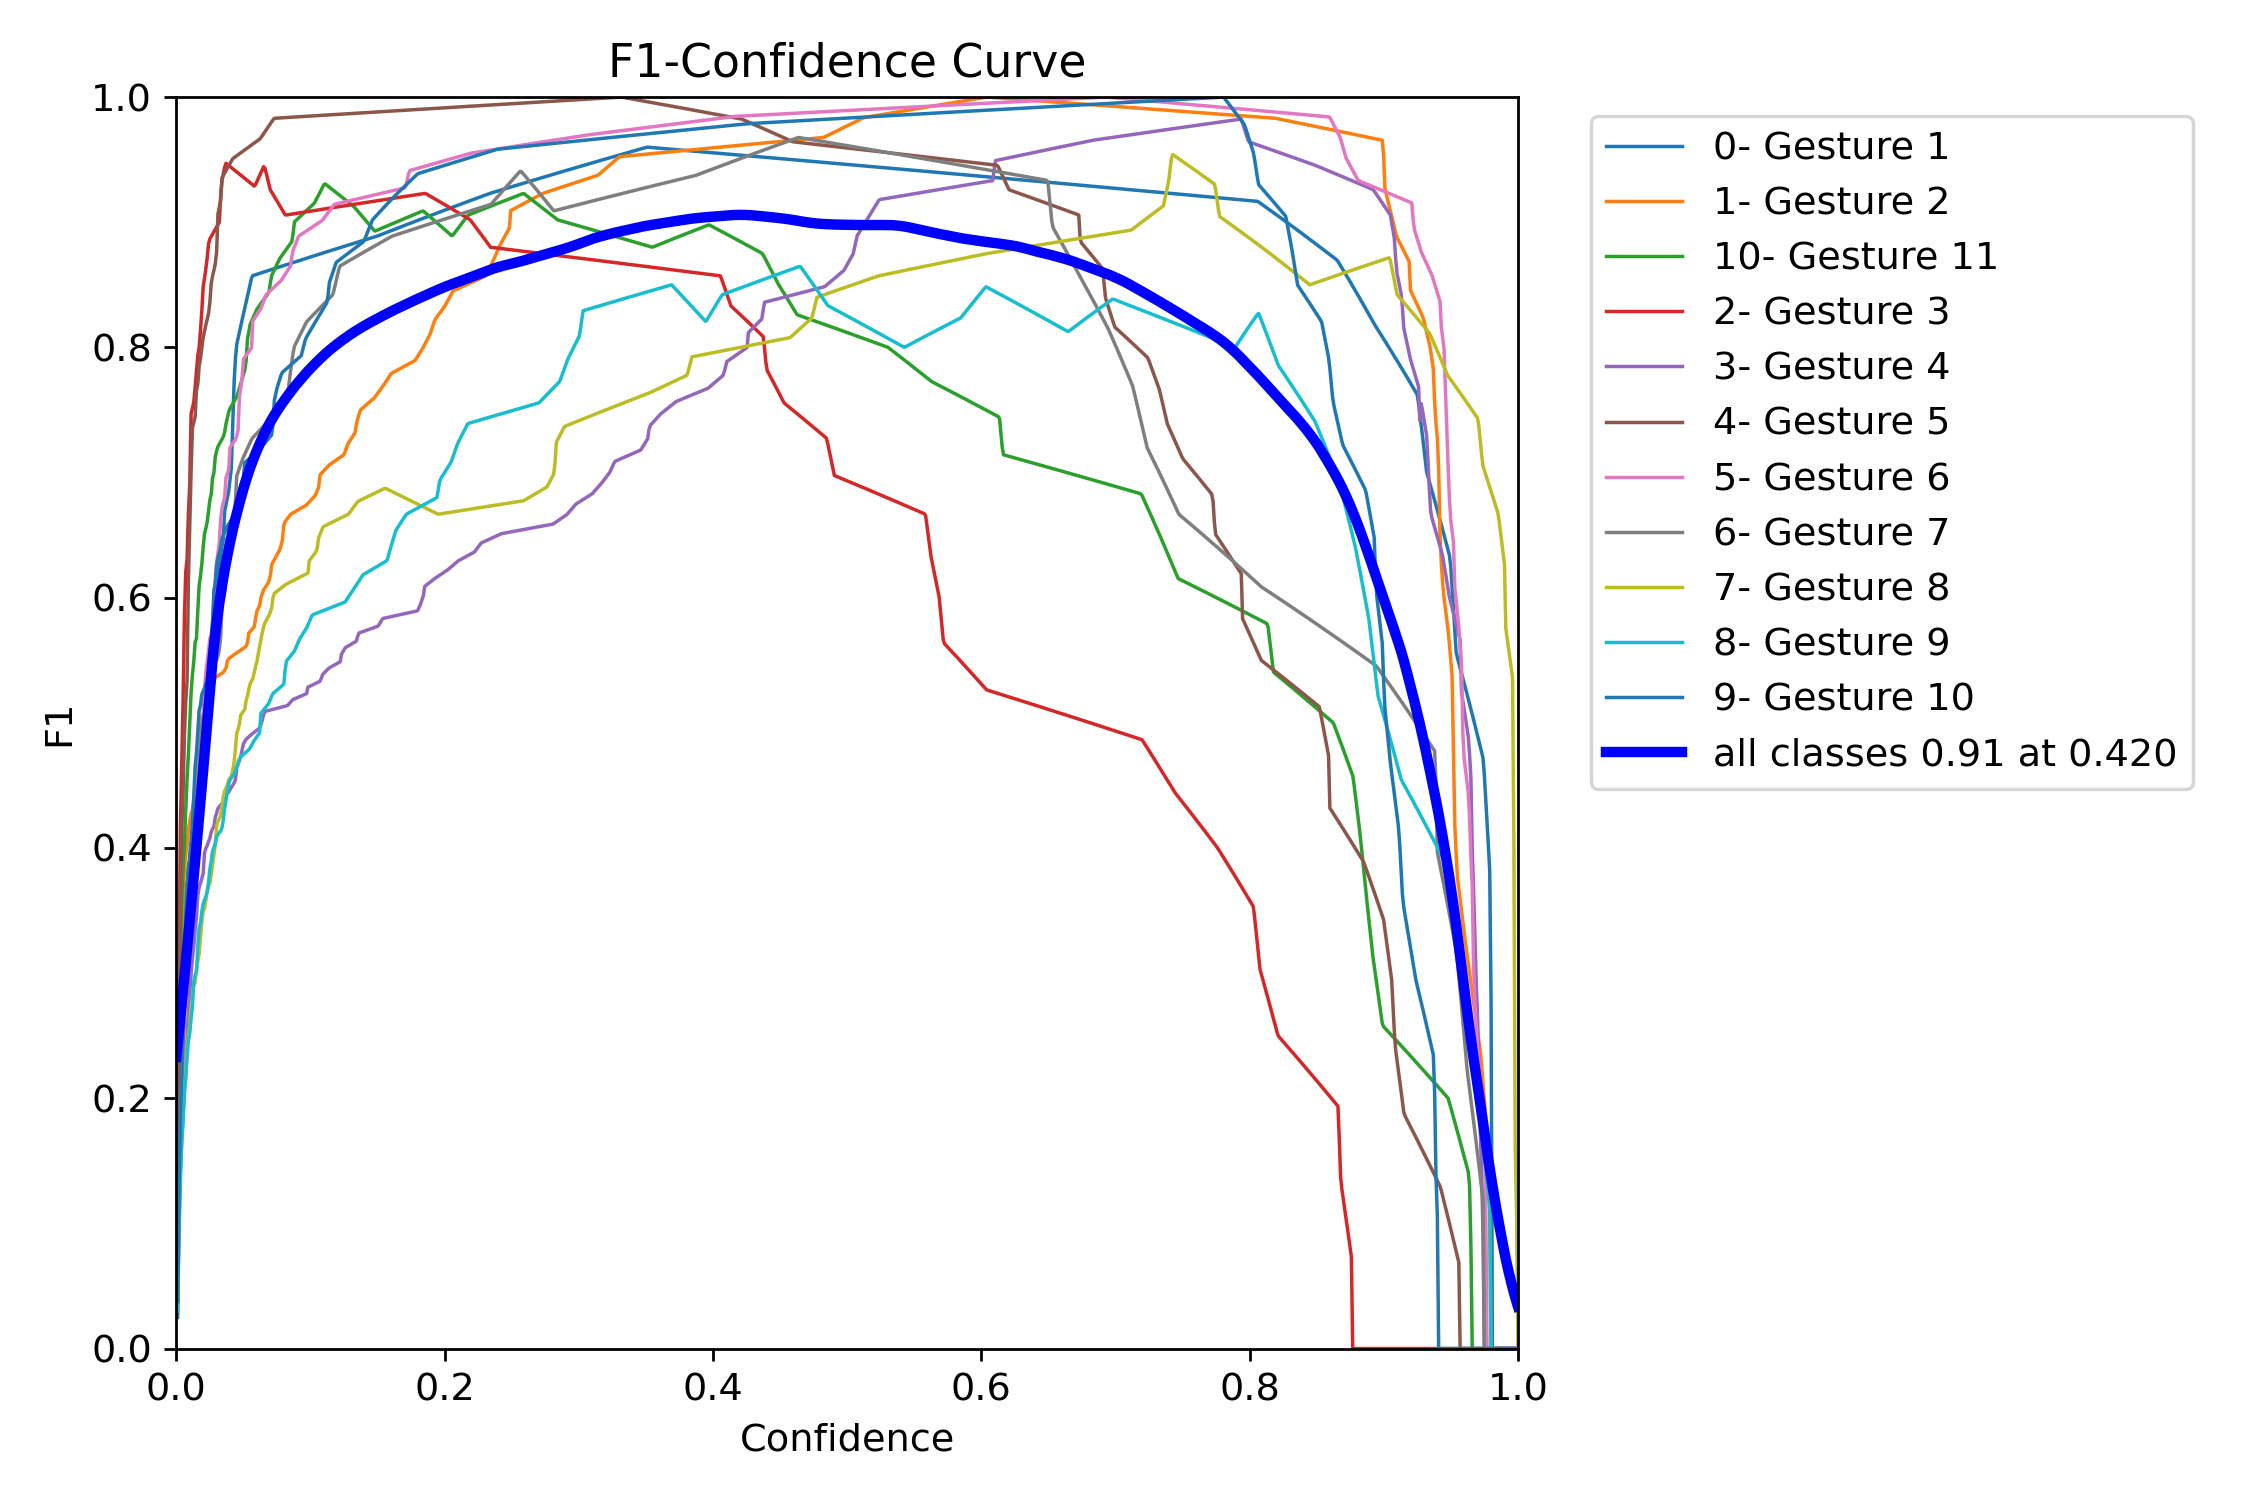 F1-Confidence Curve
1.0
0.8
0.6
0.4
0.2
0.0
F1
0.0 0.2 0.4 0.6 0.8 1.0
Confidence
0- Gesture 1
1- Gesture 2
10- Gesture 11
2- Gesture 3
3- Gesture 4
4- Gesture 5
5- Gesture 6
6- Gesture 7
7- Gesture 8
8- Gesture 9
9- Gesture 10
all classes 0.91 at 0.420